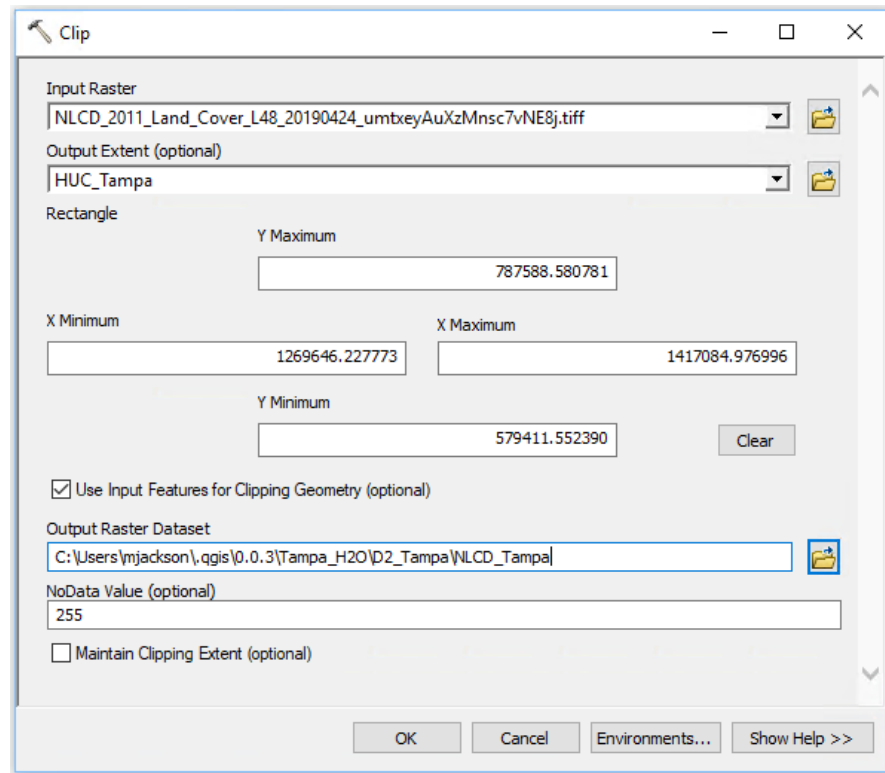 Clip
Input Raster
NLCD_2011_Land_Cover_L48_20190424_umtxeyAuXzMnsc7vNE8j.tiff
Output Extent (optional)
HUC_Tampa
Rectangle
Y Maximum
787588.580781
X Minimum
X Maximum
1269646.227773
1417084.976996
Y Minimum
579411.552390
Clear
Use Input Features for Clipping Geometry (optional)
Output Raster Dataset
C:\Users\mjackson\.qgis\0.0.3\Tampa_H2O\D2_Tampa\NLCD_Tampa
NoData Value (optional)
255
Maintain Clipping Extent (optional)
OK Cancel Environments... Show Help >>